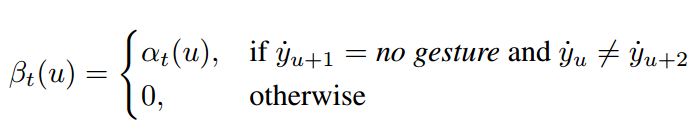 α_t(u), if ẏ_{u+1} = no gesture and ẏ_u ≠ ẏ_{u+2}
β_t(u) = {
0, otherwise